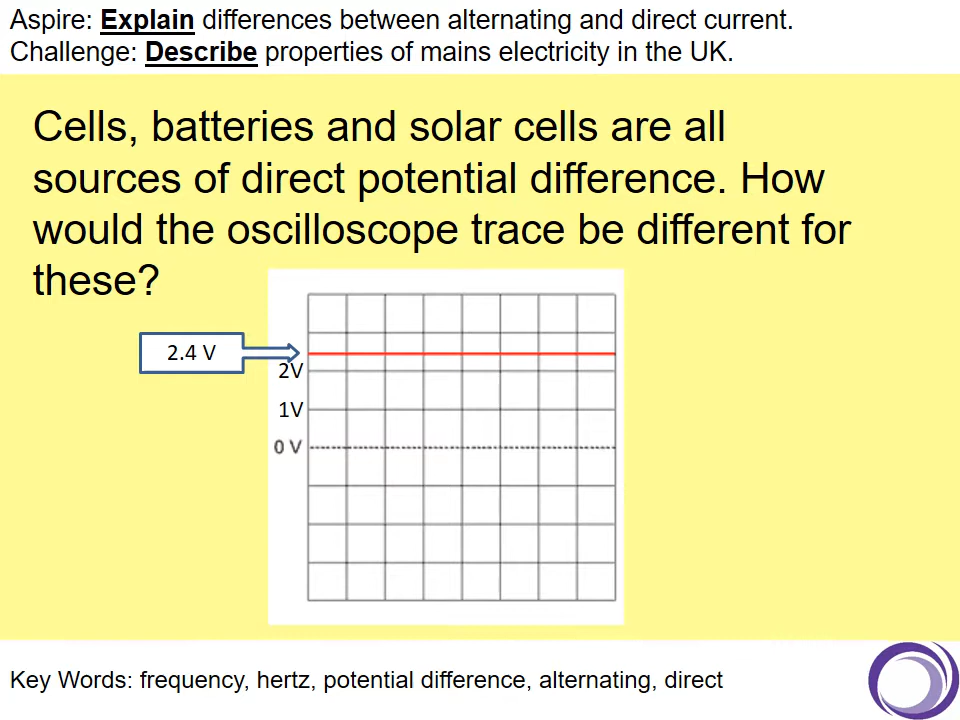 Aspire: Explain differences between alternating and direct current.
Challenge: Describe properties of mains electricity in the UK.
Cells, batteries and solar cells are all
sources of direct potential difference. How
would the oscilloscope trace be different for
these?
2.4 V
2V
1V
0 V
Key Words: frequency, hertz, potential difference, alternating, direct